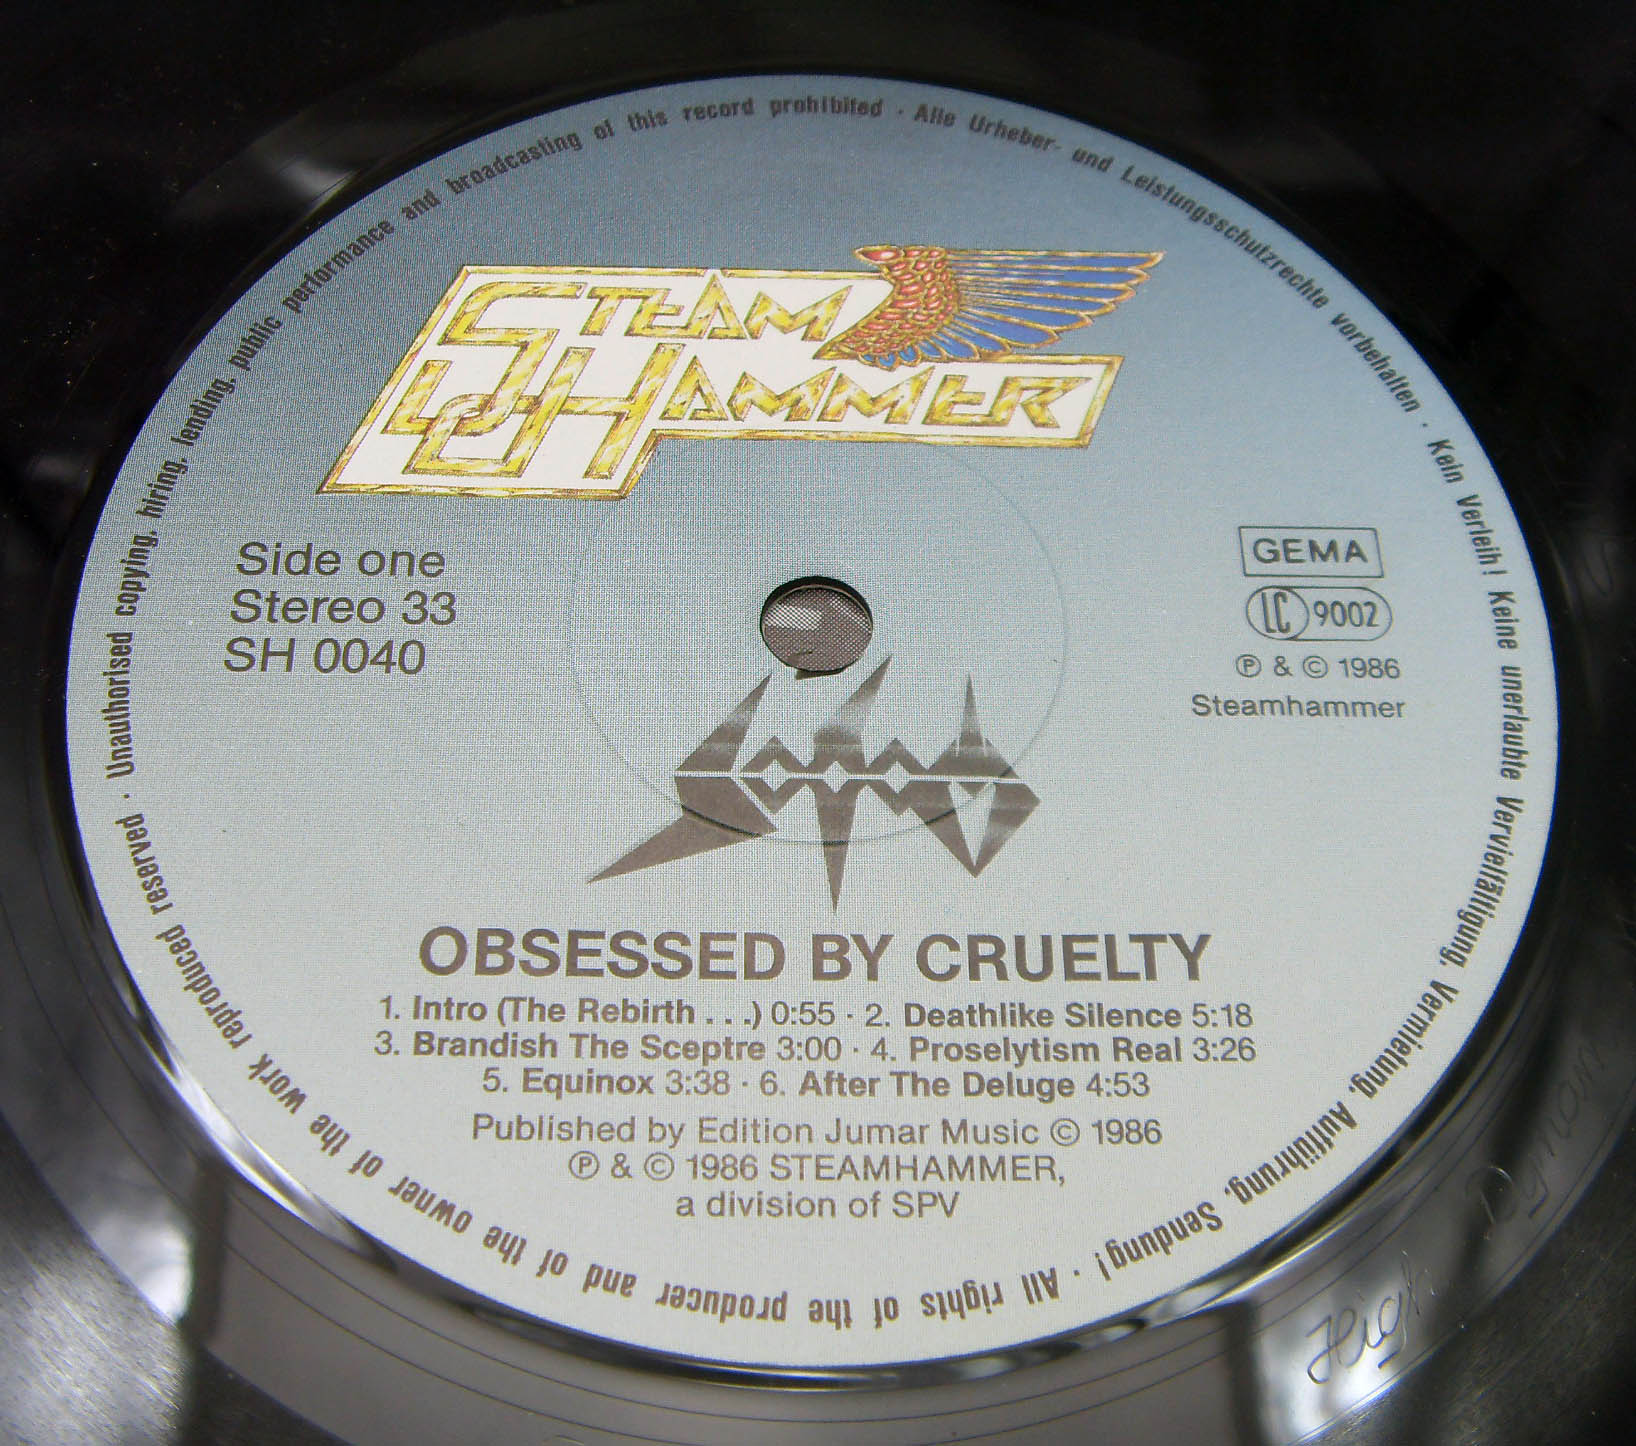 Unauthorised copying, hiring, lending, public performance and broadcasting of this record prohibited · Alle Urheber- und Leistungsschutzrechte vorbehalten · Kein Verleih! Keine unerlaubte Vervielfältigung, Vermietung, Aufführung, Sendung! · All rights of the producer and of the owner of the work reproduced reserved ·
STEAM
HAMMER
Side one
Stereo 33
SH 0040
GEMA
LC 9002
℗ & © 1986
Steamhammer
Sodom
OBSESSED BY CRUELTY
1. Intro (The Rebirth . . .) 0:55 · 2. Deathlike Silence 5:18
3. Brandish The Sceptre 3:00 · 4. Proselytism Real 3:26
5. Equinox 3:38 · 6. After The Deluge 4:53
Published by Edition Jumar Music © 1986
℗ & © 1986 STEAMHAMMER,
a division of SPV
High